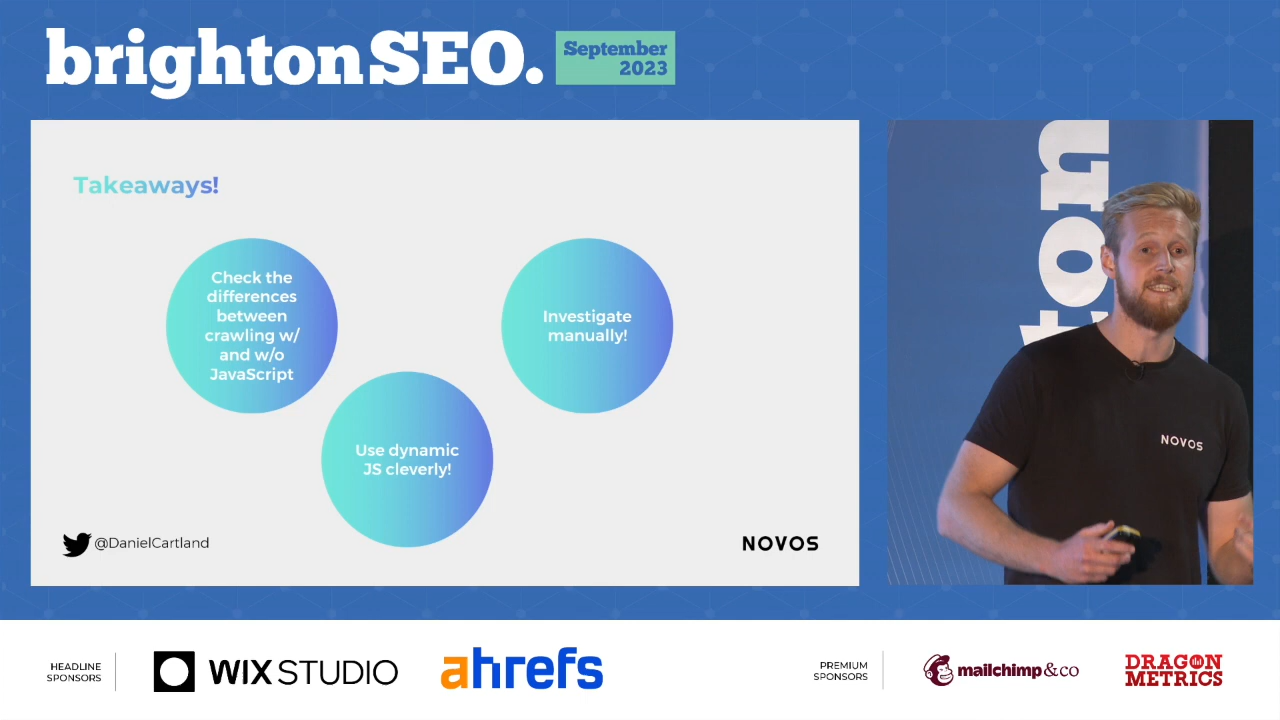 brightonSEO.
September
2023
Takeaways!
Check the
differences
between
crawling w/
and w/o
JavaScript
Investigate
manually!
Use dynamic
JS cleverly!
@DanielCartland
NOVOS
ton
NOVOS
HEADLINE
SPONSORS
WIX STUDIO
ahrefs
PREMIUM
SPONSORS
mailchimp&co
DRAGON
METRICS